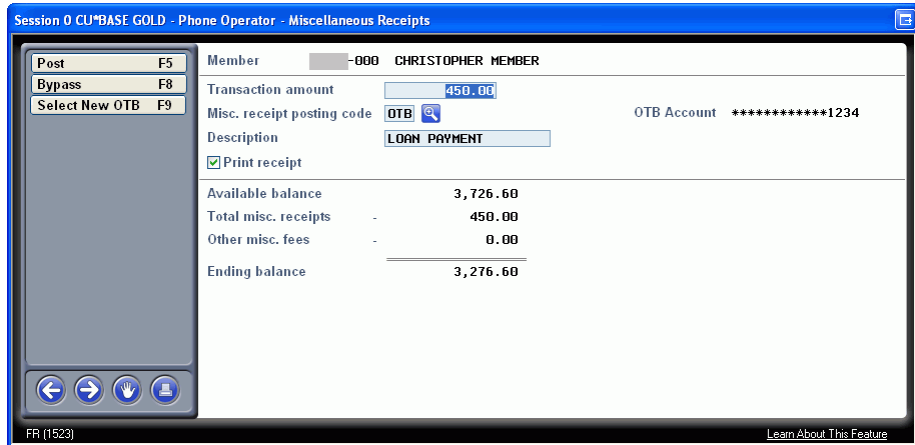 Session 0 CU*BASE GOLD - Phone Operator - Miscellaneous Receipts
Post F5
Bypass F8
Select New OTB F9
Member -000 CHRISTOPHER MEMBER
Transaction amount 450.00
Misc. receipt posting code OTB OTB Account ************1234
Description LOAN PAYMENT
Print receipt
Available balance 3,726.60
Total misc. receipts - 450.00
Other misc. fees - 0.00
Ending balance 3,276.60
FR (1523) Learn About This Feature